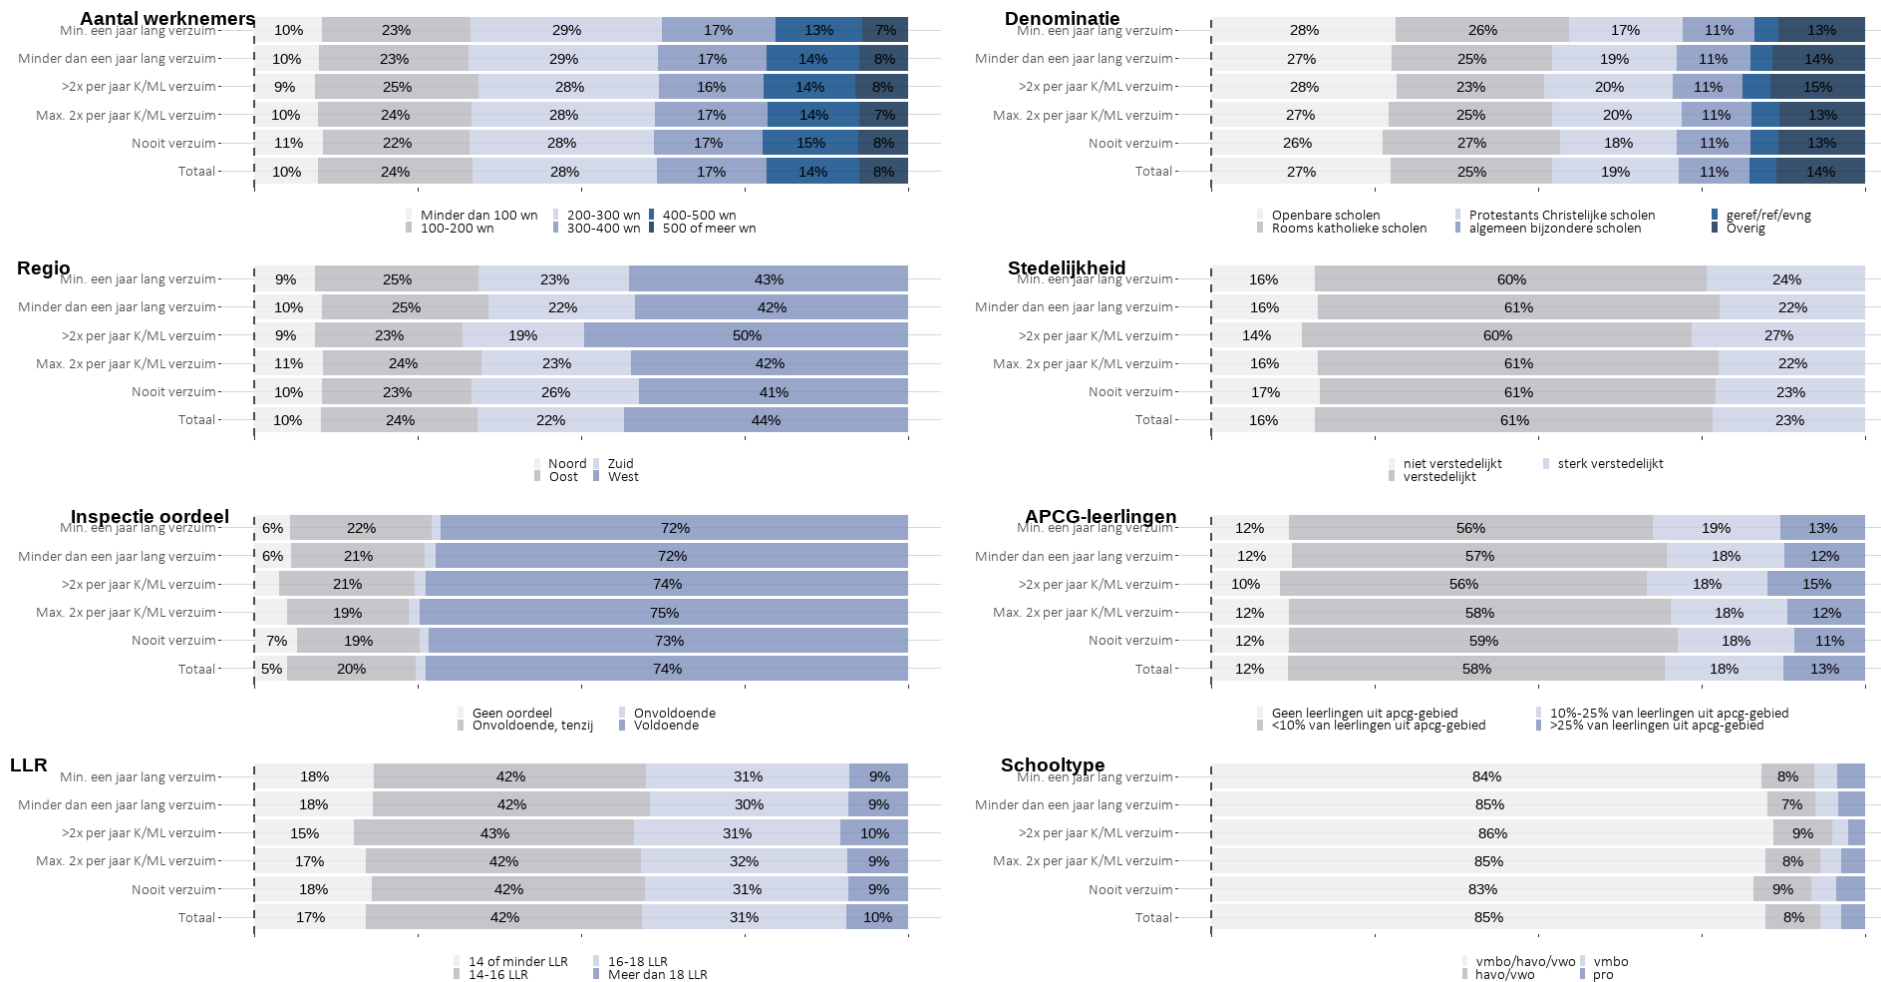 Aantal werknemers
Min. een jaar lang verzuim 10% 23% 29% 17% 13% 7%
Minder dan een jaar lang verzuim 10% 23% 29% 17% 14% 8%
>2x per jaar K/ML verzuim 9% 25% 28% 16% 14% 8%
Max. 2x per jaar K/ML verzuim 10% 24% 28% 17% 14% 7%
Nooit verzuim 11% 22% 28% 17% 15% 8%
Totaal 10% 24% 28% 17% 14% 8%
Minder dan 100 wn 200-300 wn 400-500 wn
100-200 wn 300-400 wn 500 of meer wn
Denominatie
Min. een jaar lang verzuim 28% 26% 17% 11% 13%
Minder dan een jaar lang verzuim 27% 25% 19% 11% 14%
>2x per jaar K/ML verzuim 28% 23% 20% 11% 15%
Max. 2x per jaar K/ML verzuim 27% 25% 20% 11% 13%
Nooit verzuim 26% 27% 18% 11% 13%
Totaal 27% 25% 19% 11% 14%
Openbare scholen Protestants Christelijke scholen geref/ref/evng
Rooms katholieke scholen algemeen bijzondere scholen Overig
Regio
Min. een jaar lang verzuim 9% 25% 23% 43%
Minder dan een jaar lang verzuim 10% 25% 22% 42%
>2x per jaar K/ML verzuim 9% 23% 19% 50%
Max. 2x per jaar K/ML verzuim 11% 24% 23% 42%
Nooit verzuim 10% 23% 26% 41%
Totaal 10% 24% 22% 44%
Noord Zuid
Oost West
Stedelijkheid
Min. een jaar lang verzuim 16% 60% 24%
Minder dan een jaar lang verzuim 16% 61% 22%
>2x per jaar K/ML verzuim 14% 60% 27%
Max. 2x per jaar K/ML verzuim 16% 61% 22%
Nooit verzuim 17% 61% 23%
Totaal 16% 61% 23%
niet verstedelijkt sterk verstedelijkt
verstedelijkt
Inspectie oordeel
Min. een jaar lang verzuim 6% 22% 72%
Minder dan een jaar lang verzuim 6% 21% 72%
>2x per jaar K/ML verzuim 21% 74%
Max. 2x per jaar K/ML verzuim 19% 75%
Nooit verzuim 7% 19% 73%
Totaal 5% 20% 74%
Geen oordeel Onvoldoende
Onvoldoende, tenzij Voldoende
APCG-leerlingen
Min. een jaar lang verzuim 12% 56% 19% 13%
Minder dan een jaar lang verzuim 12% 57% 18% 12%
>2x per jaar K/ML verzuim 10% 56% 18% 15%
Max. 2x per jaar K/ML verzuim 12% 58% 18% 12%
Nooit verzuim 12% 59% 18% 11%
Totaal 12% 58% 18% 13%
Geen leerlingen uit apcg-gebied 10%-25% van leerlingen uit apcg-gebied
<10% van leerlingen uit apcg-gebied >25% van leerlingen uit apcg-gebied
LLR
Min. een jaar lang verzuim 18% 42% 31% 9%
Minder dan een jaar lang verzuim 18% 42% 30% 9%
>2x per jaar K/ML verzuim 15% 43% 31% 10%
Max. 2x per jaar K/ML verzuim 17% 42% 32% 9%
Nooit verzuim 18% 42% 31% 9%
Totaal 17% 42% 31% 10%
14 of minder LLR 16-18 LLR
14-16 LLR Meer dan 18 LLR
Schooltype
Min. een jaar lang verzuim 84% 8%
Minder dan een jaar lang verzuim 85% 7%
>2x per jaar K/ML verzuim 86% 9%
Max. 2x per jaar K/ML verzuim 85% 8%
Nooit verzuim 83% 9%
Totaal 85% 8%
vmbo/havo/vwo vmbo
havo/vwo pro